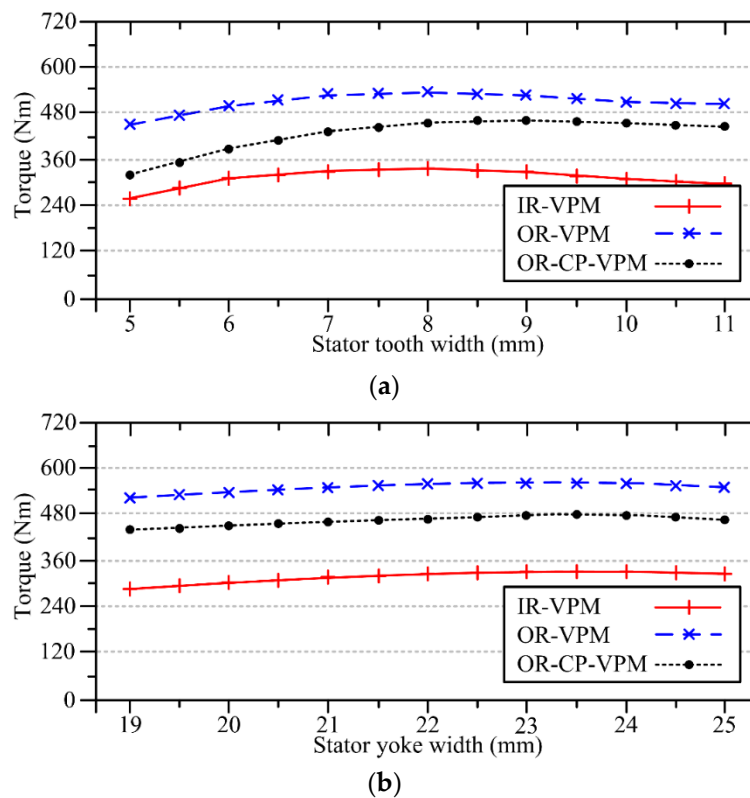 720
600
480
360
240
120
0
Torque (Nm)
IR-VPM
OR-VPM
OR-CP-VPM
5 6 7 8 9 10 11
Stator tooth width (mm)
(a)
720
600
480
360
240
120
0
Torque (Nm)
IR-VPM
OR-VPM
OR-CP-VPM
19 20 21 22 23 24 25
Stator yoke width (mm)
(b)